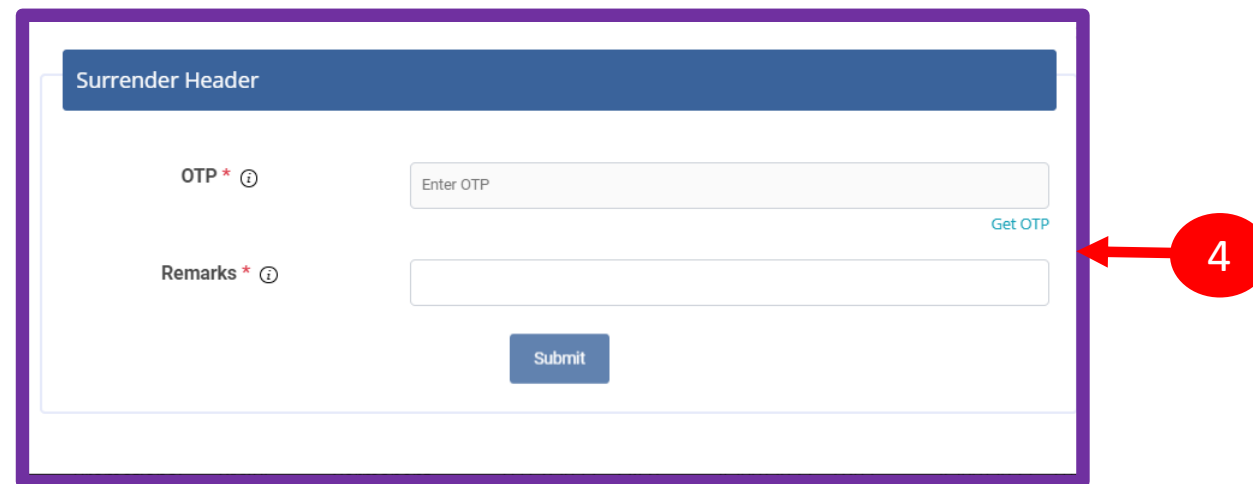 Surrender Header
OTP *
Enter OTP
Get OTP
4
Remarks *
Submit